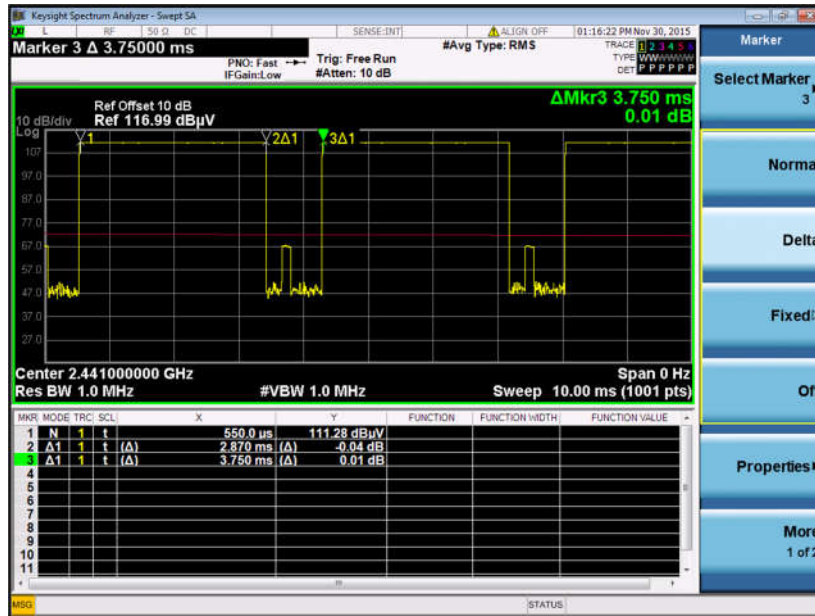 Keysight Spectrum Analyzer - Swept SA
L RF 50 Ω DC SENSE:INT ALIGN OFF 01:16:22 PM Nov 30, 2015
Marker 3 Δ 3.75000 ms
PNO: Fast
IFGain:Low
Trig: Free Run
#Atten: 10 dB
#Avg Type: RMS
TRACE 1 2 3 4 5 6
TYPE WWWWWW
DET P P P P P P
ΔMkr3 3.750 ms
0.01 dB
Ref Offset 10 dB
10 dB/div Ref 116.99 dBµV
Log
1 2Δ1 3Δ1
107
97.0
87.0
77.0
67.0
57.0
47.0
37.0
27.0
Center 2.441000000 GHz Span 0 Hz
Res BW 1.0 MHz #VBW 1.0 MHz Sweep 10.00 ms (1001 pts)
MKR MODE TRC SCL X Y FUNCTION FUNCTION WIDTH FUNCTION VALUE
1 N 1 t 550.0 µs 111.28 dBµV
2 Δ1 1 t (Δ) 2.870 ms (Δ) -0.04 dB
3 Δ1 1 t (Δ) 3.750 ms (Δ) 0.01 dB
4
5
6
7
8
9
10
11
MSG STATUS
Marker
Select Marker
3
Norma
Delta
Fixed
Of
Properties
More
1 of 2